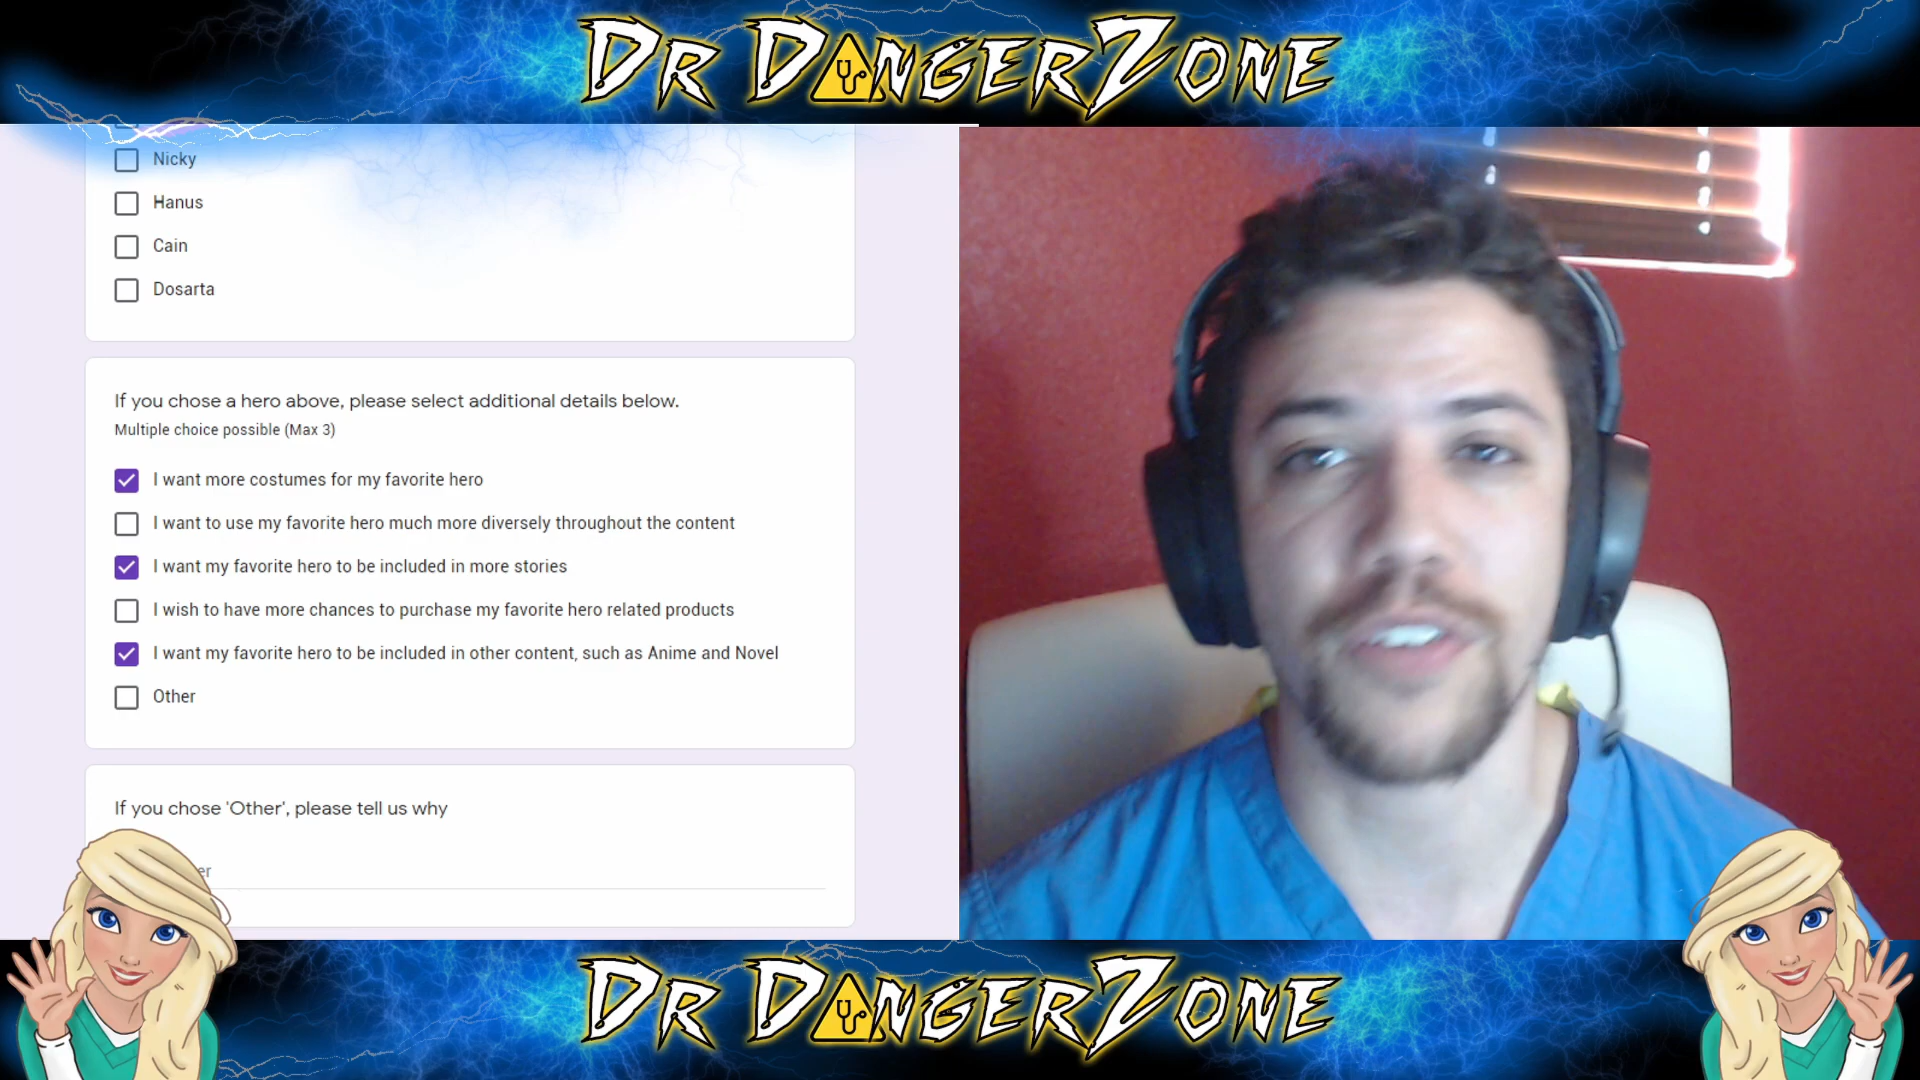 DR DANGERZONE
Nicky
Hanus
Cain
Dosarta
If you chose a hero above, please select additional details below.
Multiple choice possible (Max 3)
I want more costumes for my favorite hero
I want to use my favorite hero much more diversely throughout the content
I want my favorite hero to be included in more stories
I wish to have more chances to purchase my favorite hero related products
I want my favorite hero to be included in other content, such as Anime and Novel
Other
If you chose 'Other', please tell us why
er
DR DANGERZONE